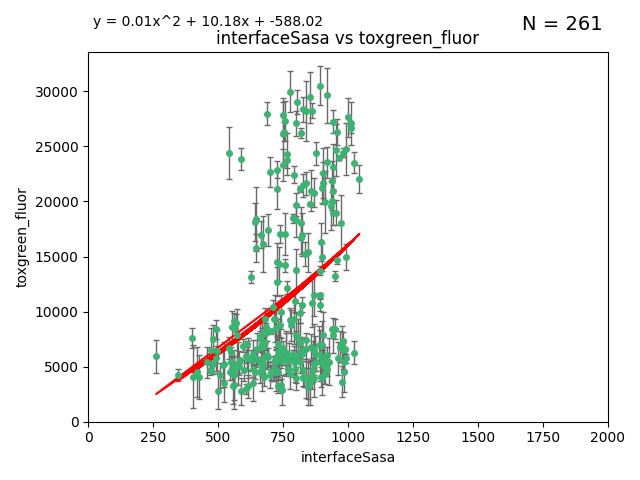 y = 0.01x^2 + 10.18x + -588.02
N = 261
interfaceSasa vs toxgreen_fluor
toxgreen_fluor
30000
25000
20000
15000
10000
5000
0
0 250 500 750 1000 1250 1500 1750 2000
interfaceSasa